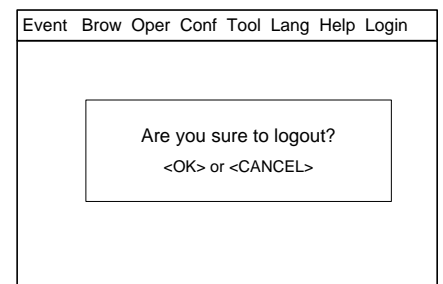 Event Brow Oper Conf Tool Lang Help Login
Are you sure to logout?
<OK> or <CANCEL>